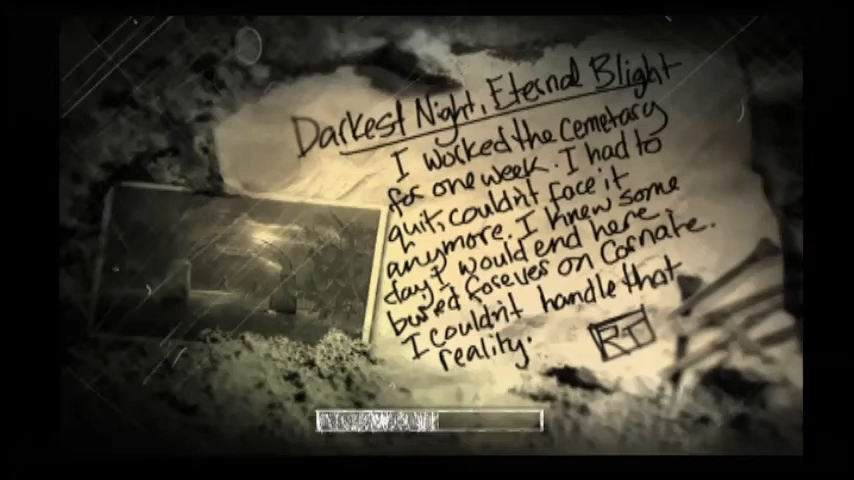 Darkest Night, Eternal Blight
I worked the Cemetary
for one week. I had to
quit, couldn't face it
anymore. I knew some
day I would end here
buried forever on Carnate.
I couldn't handle that
reality.
RT